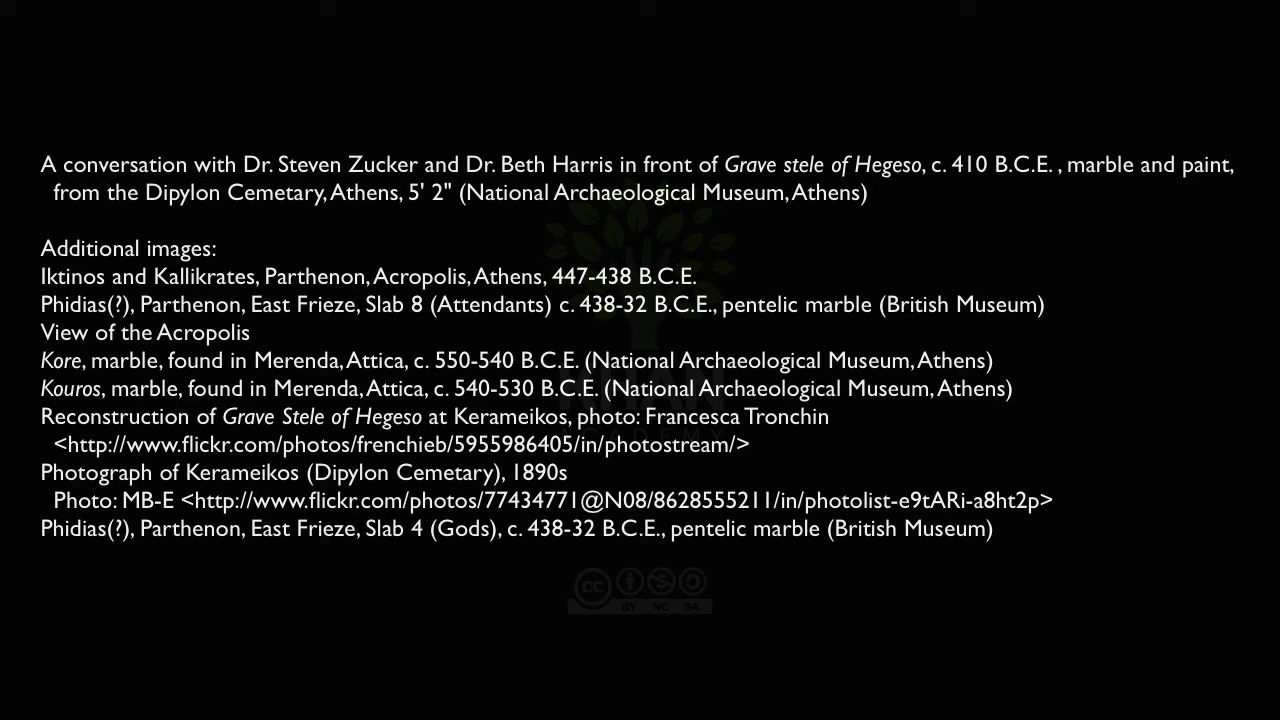 A conversation with Dr. Steven Zucker and Dr. Beth Harris in front of Grave stele of Hegeso, c. 410 B.C.E. , marble and paint,
from the Dipylon Cemetary, Athens, 5' 2" (National Archaeological Museum, Athens)
Additional images:
Iktinos and Kallikrates, Parthenon, Acropolis, Athens, 447-438 B.C.E.
Phidias(?), Parthenon, East Frieze, Slab 8 (Attendants) c. 438-32 B.C.E., pentelic marble (British Museum)
View of the Acropolis
Kore, marble, found in Merenda, Attica, c. 550-540 B.C.E. (National Archaeological Museum, Athens)
Kouros, marble, found in Merenda, Attica, c. 540-530 B.C.E. (National Archaeological Museum, Athens)
Reconstruction of Grave Stele of Hegeso at Kerameikos, photo: Francesca Tronchin
<http://www.flickr.com/photos/frenchieb/5955986405/in/photostream/>
Photograph of Kerameikos (Dipylon Cemetary), 1890s
Photo: MB-E <http://www.flickr.com/photos/77434771@N08/8628555211/in/photolist-e9tARi-a8ht2p>
Phidias(?), Parthenon, East Frieze, Slab 4 (Gods), c. 438-32 B.C.E., pentelic marble (British Museum)
KHAN
ACADEMY
cc
BY NC SA